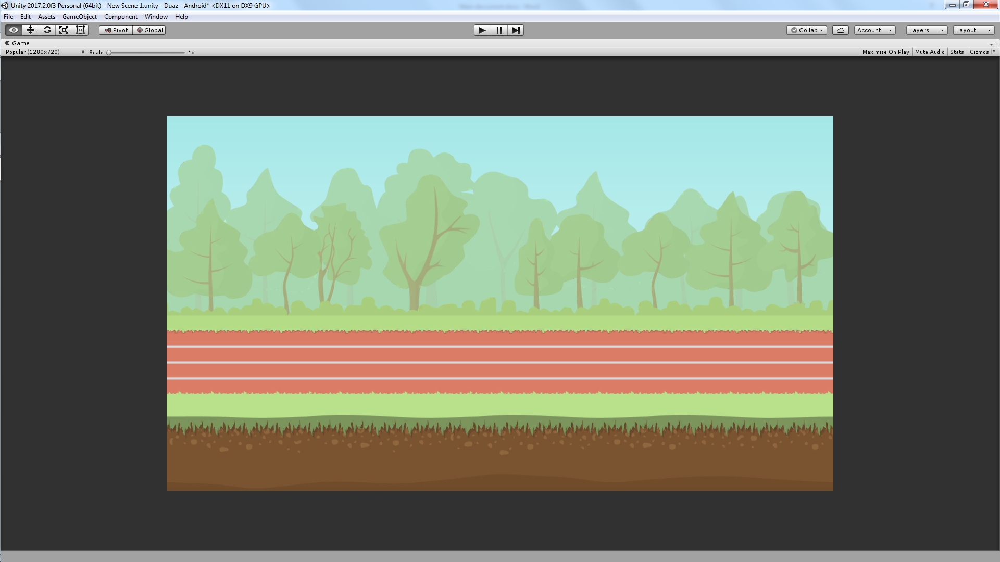 Unity 2017.2.0f3 Personal (64bit) - New Scene 1.unity - Duaz - Android* <DX11 on DX9 GPU>
File Edit Assets GameObject Component Window Help
Pivot Global Collab Account Layers Layout
Game
Popular (1280x720) Scale 1x Maximize On Play Mute Audio Stats Gizmos